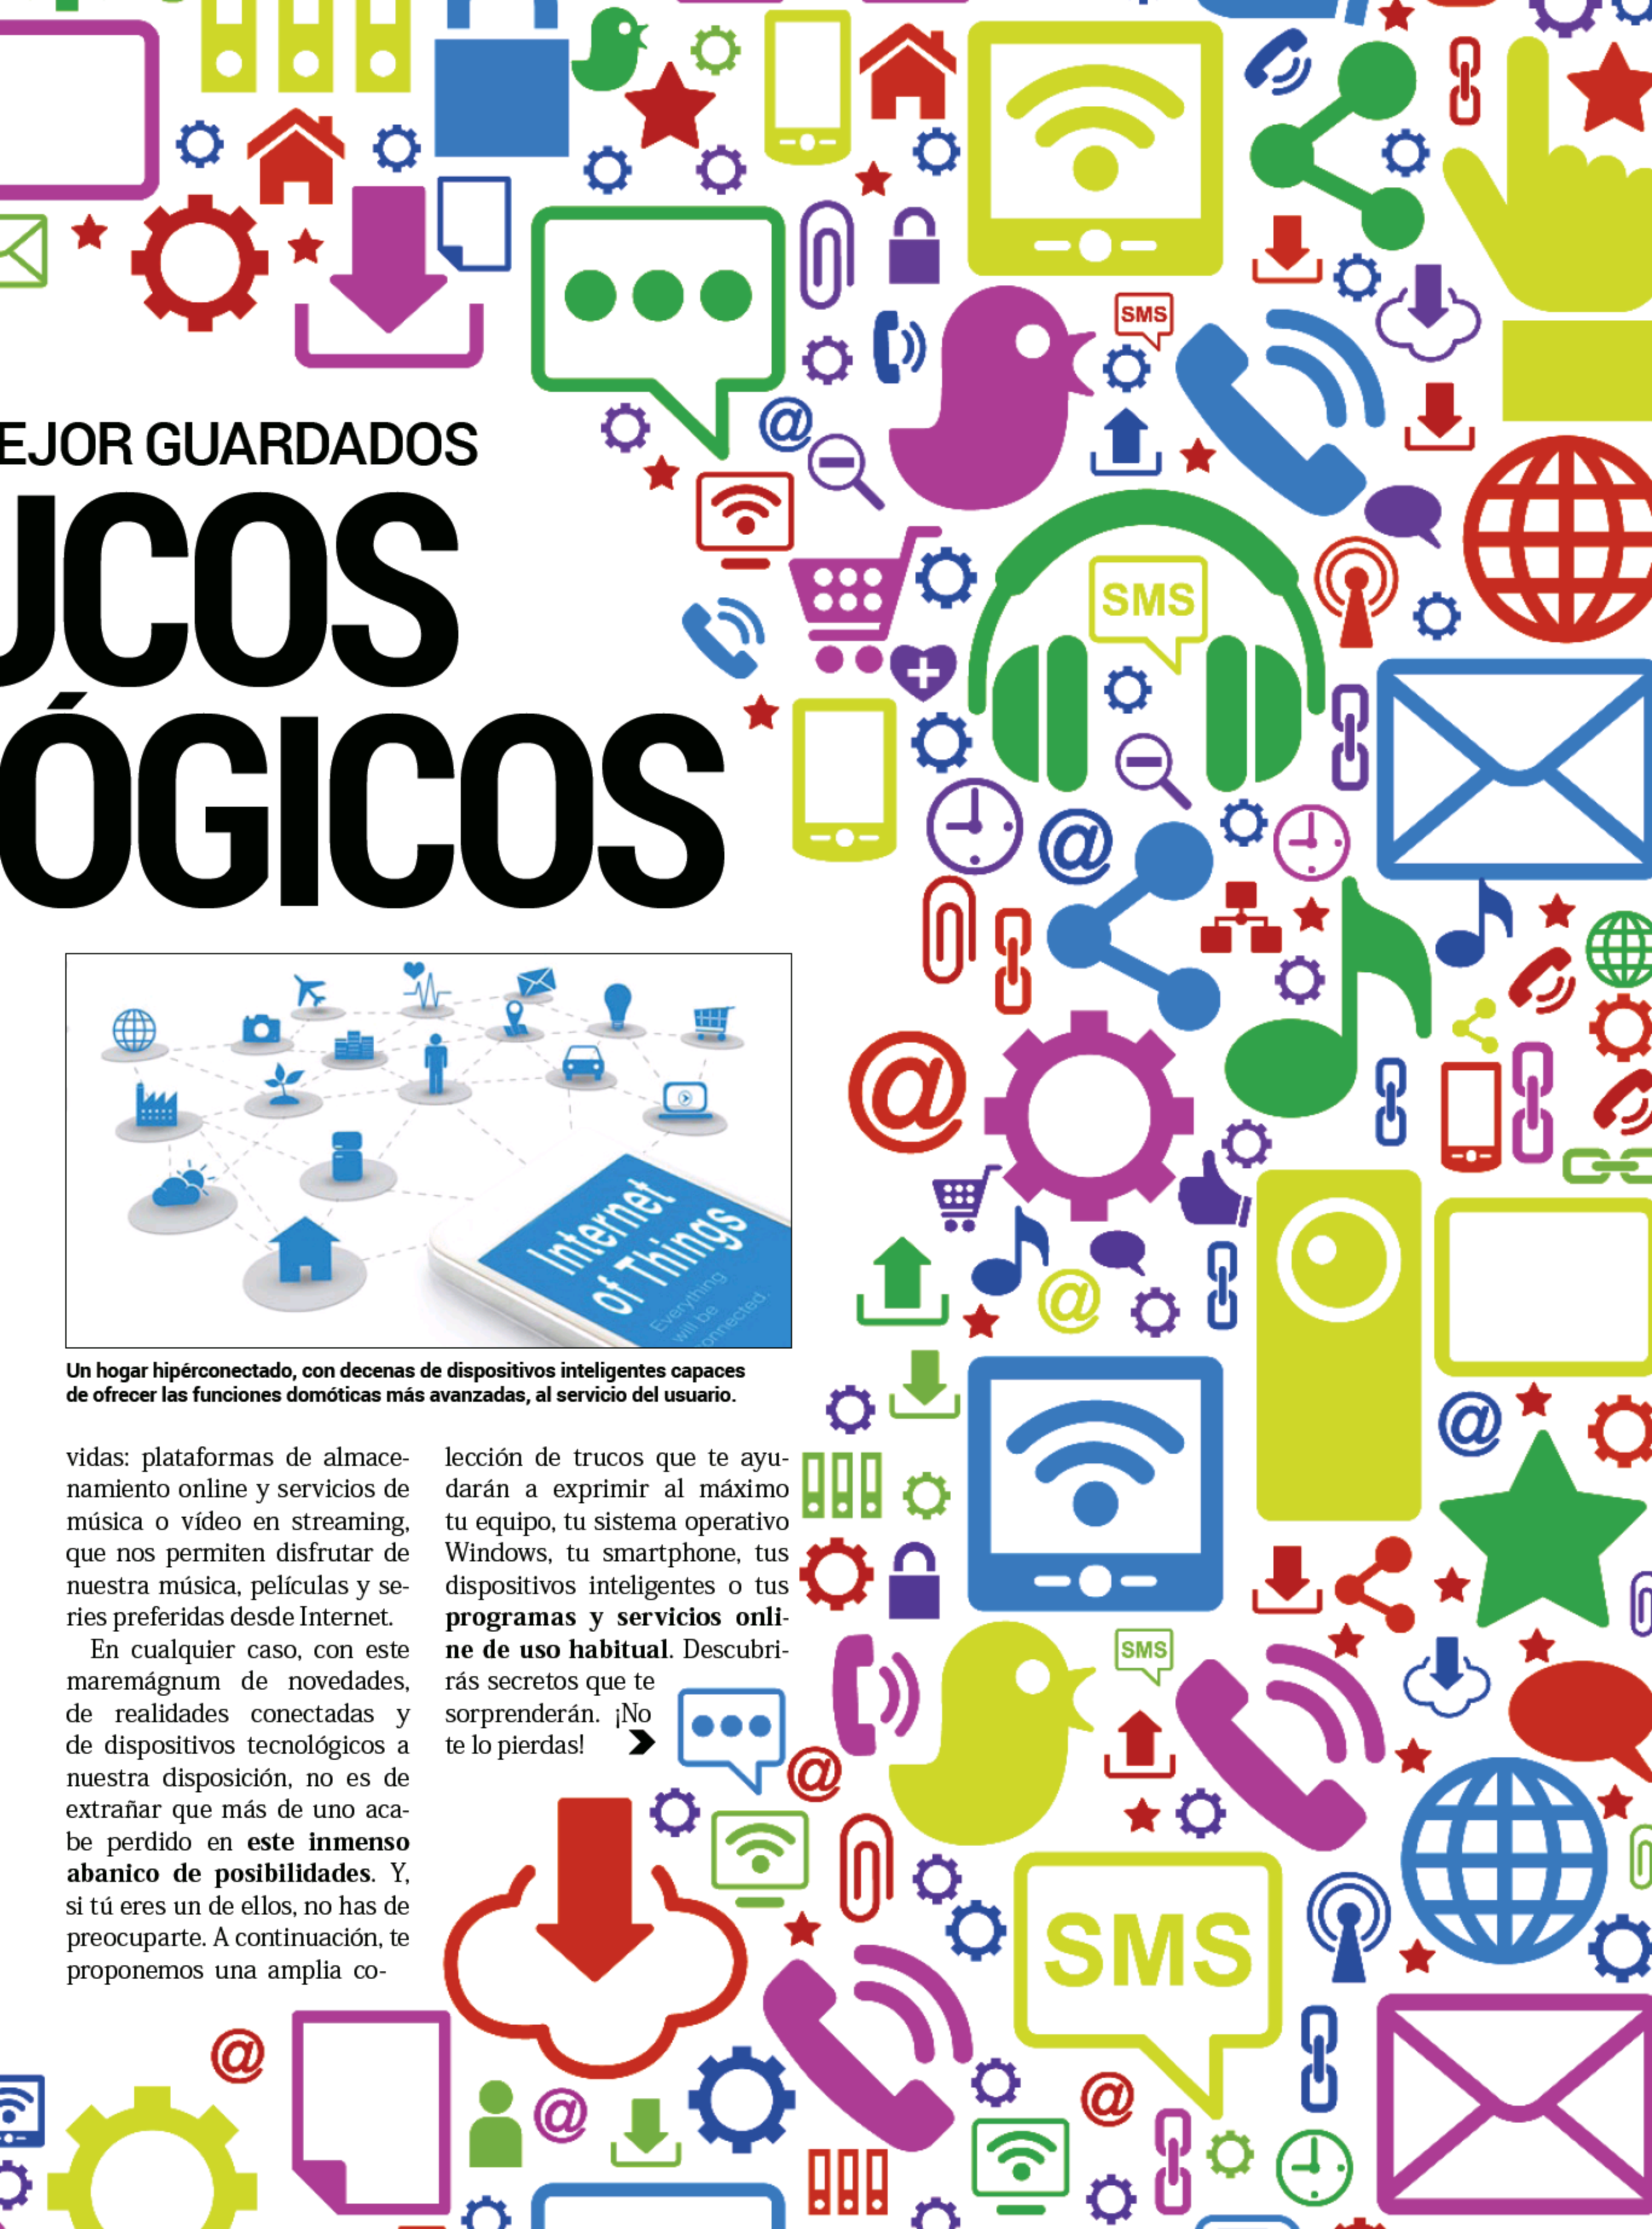 EJOR GUARDADOS
UCOS
ÓGICOS
SMS
SMS
Internet
of Things
Everything
will be
connected.
Un hogar hipérconectado, con decenas de dispositivos inteligentes capaces
de ofrecer las funciones domóticas más avanzadas, al servicio del usuario.
vidas: plataformas de almace-
namiento online y servicios de
música o vídeo en streaming,
que nos permiten disfrutar de
nuestra música, películas y se-
ries preferidas desde Internet.
En cualquier caso, con este
maremágnum de novedades,
de realidades conectadas y
de dispositivos tecnológicos a
nuestra disposición, no es de
extrañar que más de uno aca-
be perdido en este inmenso
abanico de posibilidades. Y,
si tú eres un de ellos, no has de
preocuparte. A continuación, te
proponemos una amplia co-
lección de trucos que te ayu-
darán a exprimir al máximo
tu equipo, tu sistema operativo
Windows, tu smartphone, tus
dispositivos inteligentes o tus
programas y servicios onli-
ne de uso habitual. Descubri-
rás secretos que te
sorprenderán. ¡No
te lo pierdas!
SMS
SMS